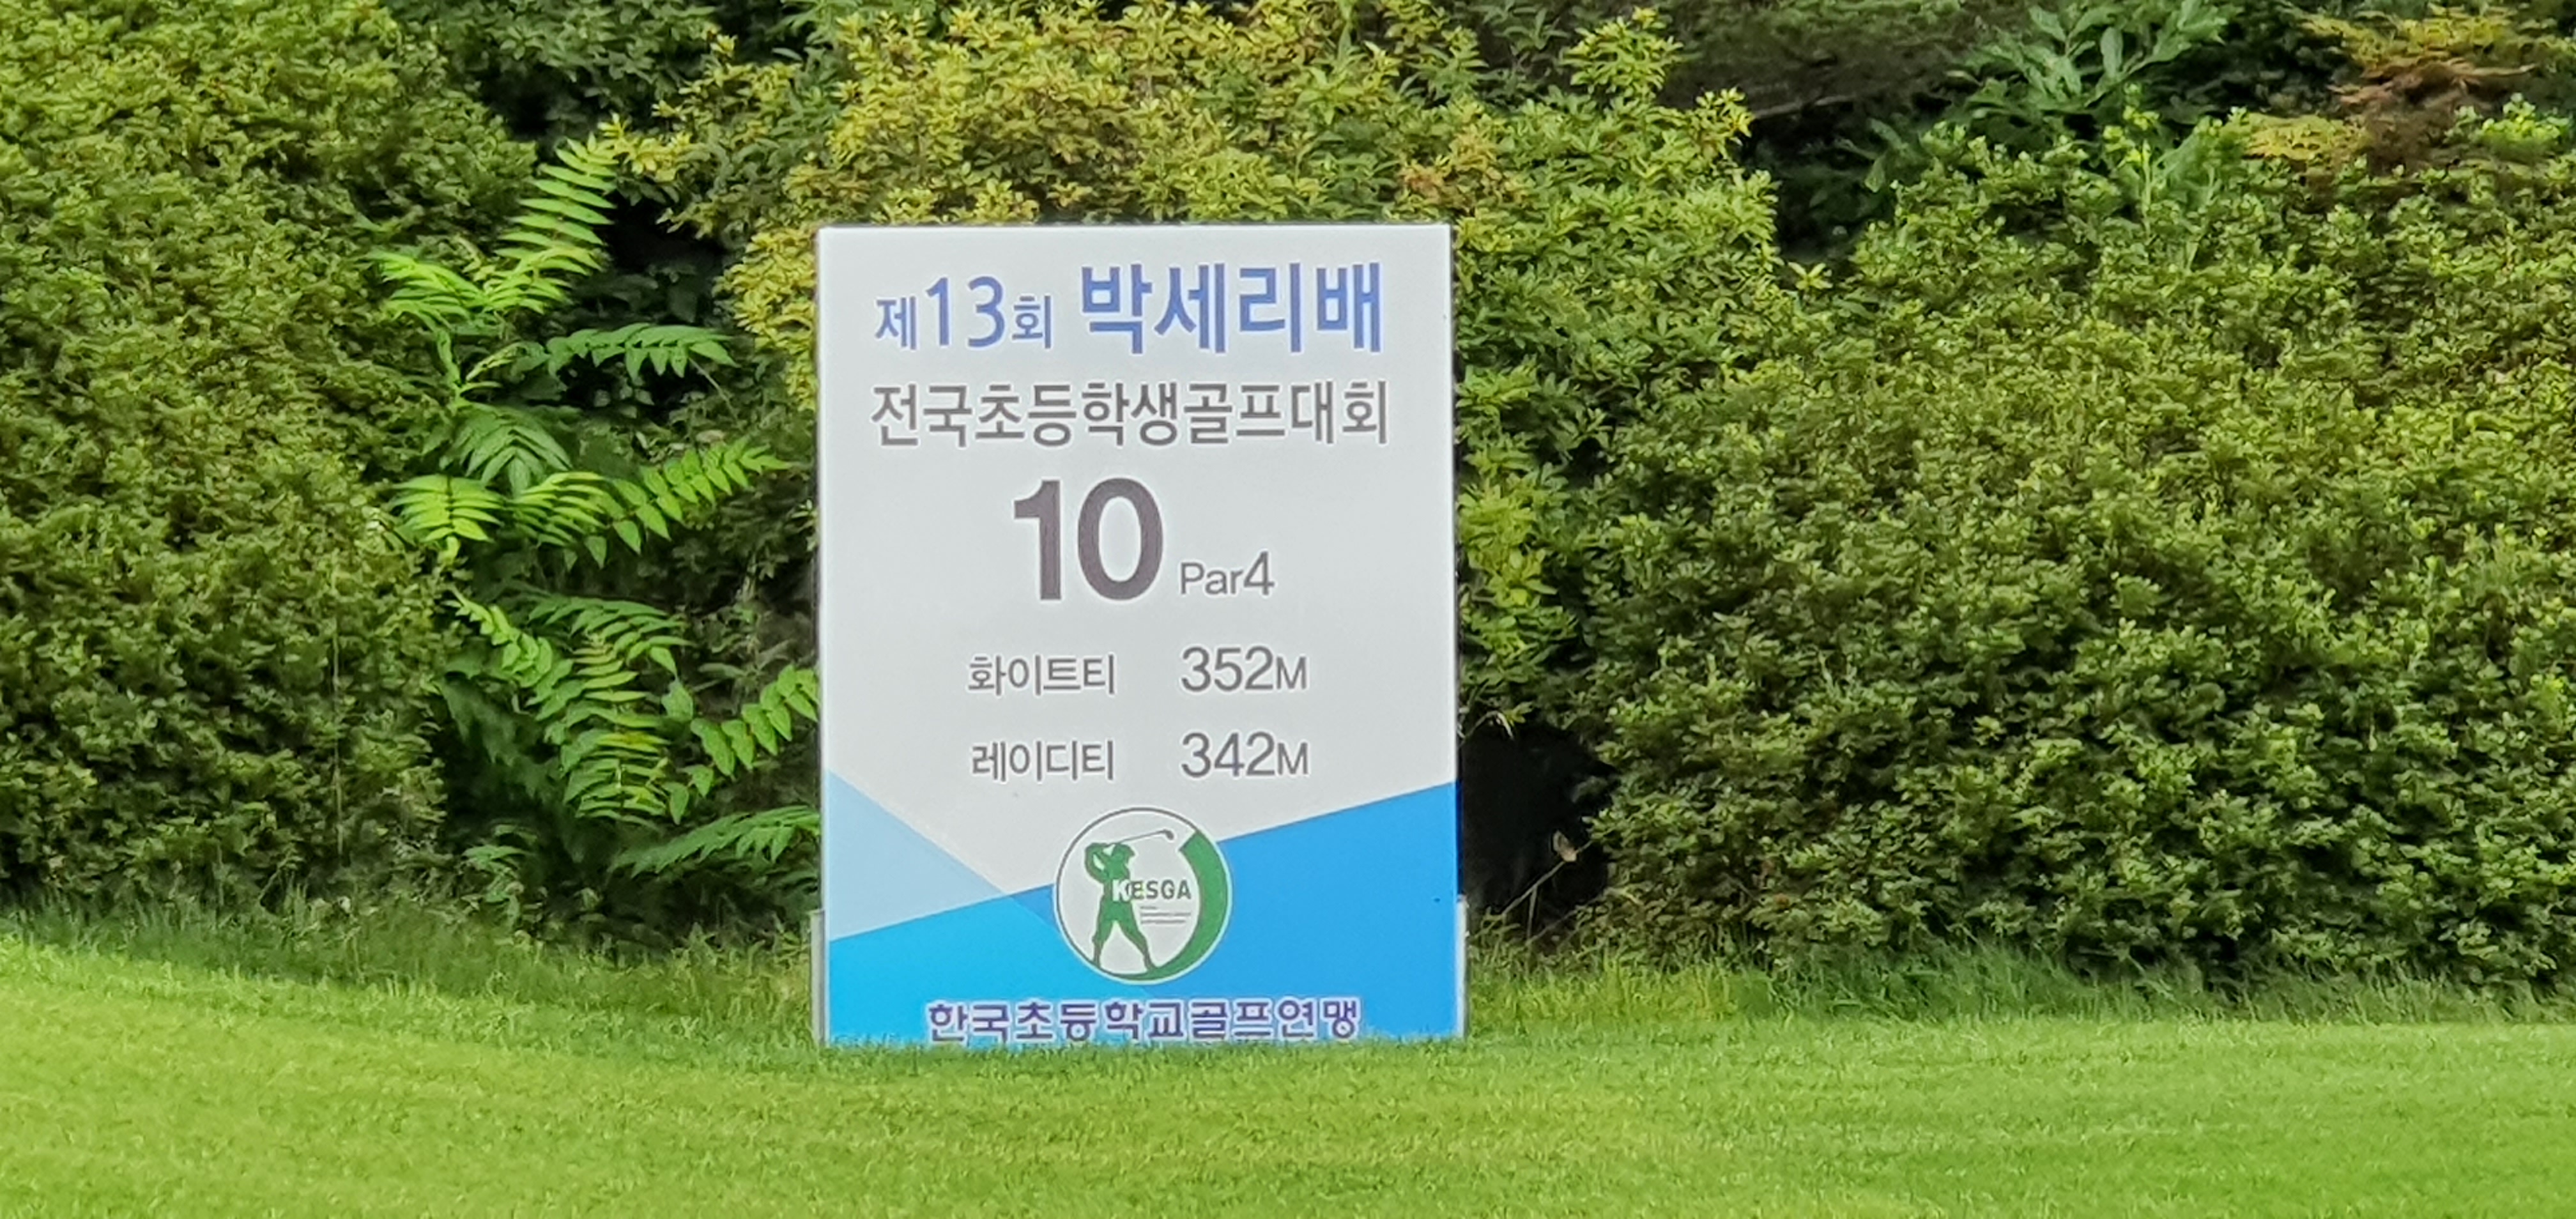 제13회 박세리배
전국초등학생골프대회
10 Par4
화이트티 352M
레이디티 342M
KESGA
한국초등학교골프연맹